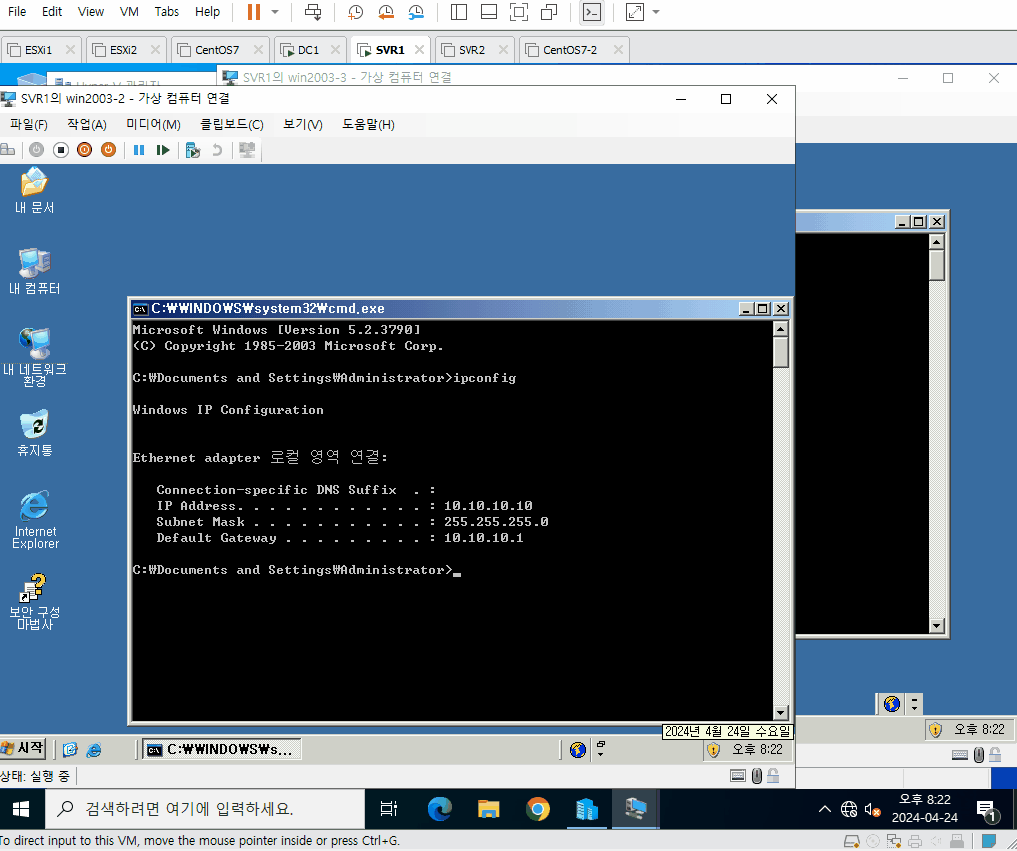 File Edit View VM Tabs Help
ESXi1 ESXi2 CentOS7 DC1 SVR1 SVR2 CentOS7-2
SVR1의 win2003-3 - 가상 컴퓨터 연결
SVR1의 win2003-2 - 가상 컴퓨터 연결
파일(F) 작업(A) 미디어(M) 클립보드(C) 보기(V) 도움말(H)
내 문서
내 컴퓨터
내 네트워크
환경
휴지통
Internet
Explorer
보안 구성
마법사
C:₩WINDOWS₩system32₩cmd.exe
Microsoft Windows [Version 5.2.3790]
(C) Copyright 1985-2003 Microsoft Corp.
C:₩Documents and Settings₩Administrator>ipconfig
Windows IP Configuration
Ethernet adapter 로컬 영역 연결:
Connection-specific DNS Suffix  . :
IP Address. . . . . . . . . . . . : 10.10.10.10
Subnet Mask . . . . . . . . . . . : 255.255.255.0
Default Gateway . . . . . . . . . : 10.10.10.1
C:₩Documents and Settings₩Administrator>_
2024년 4월 24일 수요일
오후 8:22
시작
C:₩WINDOWS₩s...
오후 8:22
상태: 실행 중
검색하려면 여기에 입력하세요.
오후 8:22
2024-04-24
1
To direct input to this VM, move the mouse pointer inside or press Ctrl+G.